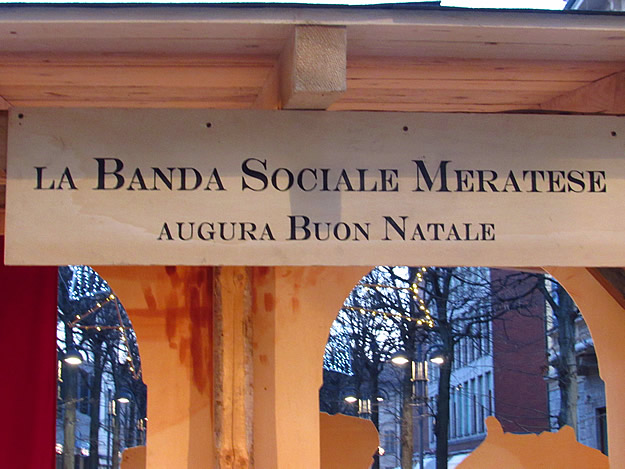 LA BANDA SOCIALE MERATESE
AUGURA BUON NATALE